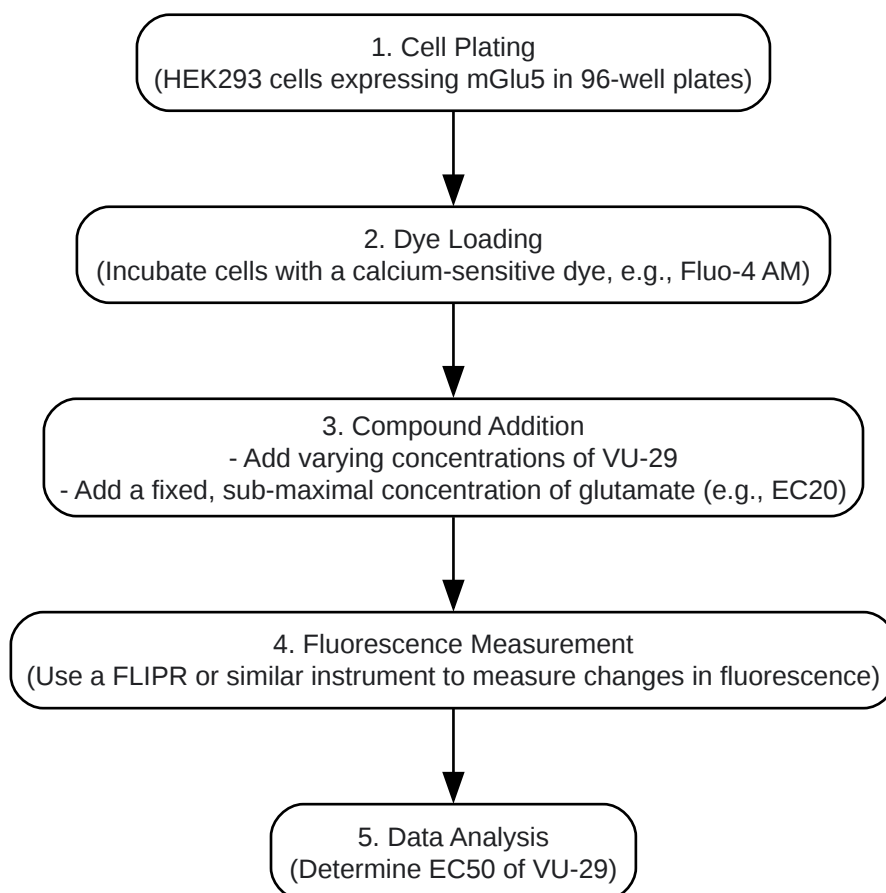 1. Cell Plating
(HEK293 cells expressing mGlu5 in 96-well plates)
2. Dye Loading
(Incubate cells with a calcium-sensitive dye, e.g., Fluo-4 AM)
3. Compound Addition
- Add varying concentrations of VU-29
- Add a fixed, sub-maximal concentration of glutamate (e.g., EC20)
4. Fluorescence Measurement
(Use a FLIPR or similar instrument to measure changes in fluorescence)
5. Data Analysis
(Determine EC50 of VU-29)